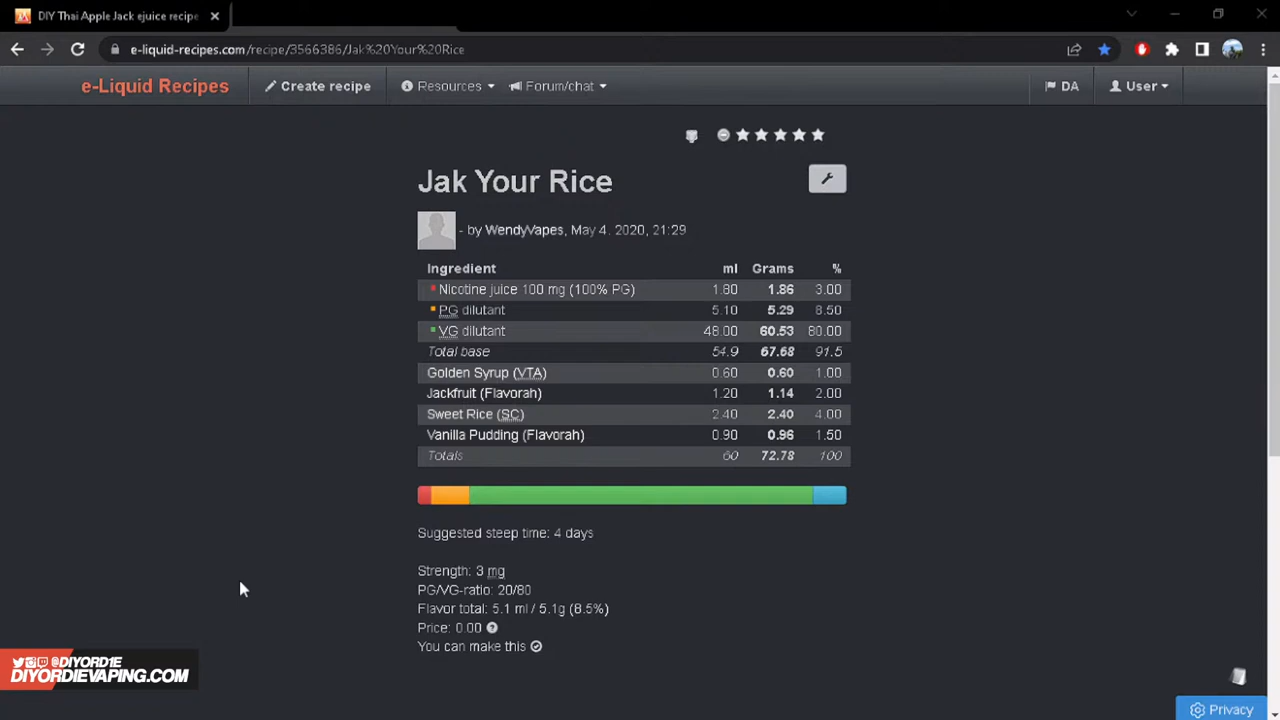 DIY Thai Apple Jack ejuice recipe
e-liquid-recipes.com/recipe/3566386/Jak%20Your%20Rice
e-Liquid Recipes Create recipe Resources Forum/chat DA User
Jak Your Rice
- by WendyVapes, May 4. 2020, 21:29
Ingredient ml Grams %
Nicotine juice 100 mg (100% PG) 1.80 1.86 3.00
PG dilutant 5.10 5.29 8.50
VG dilutant 48.00 60.53 80.00
Total base 54.9 67.68 91.5
Golden Syrup (VTA) 0.60 0.60 1.00
Jackfruit (Flavorah) 1.20 1.14 2.00
Sweet Rice (SC) 2.40 2.40 4.00
Vanilla Pudding (Flavorah) 0.90 0.96 1.50
Totals 60 72.78 100
Suggested steep time: 4 days
Strength: 3 mg
PG/VG-ratio: 20/80
Flavor total: 5.1 ml / 5.1g (8.5%)
Price: 0.00
You can make this
@DIYORD1E
DIYORDIEVAPING.COM
Privacy